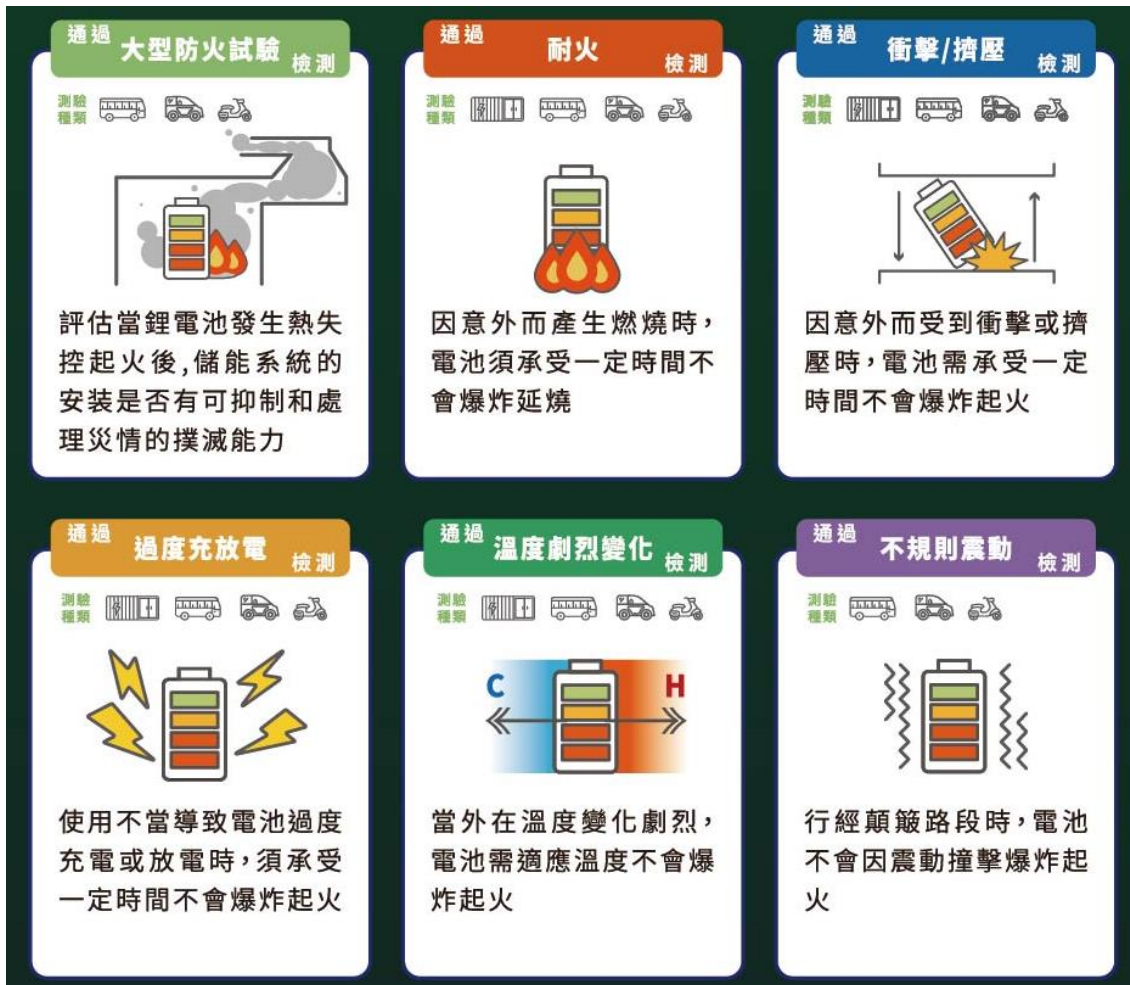 通過 大型防火試驗 檢測
測驗
種類
評估當鋰電池發生熱失
控起火後,儲能系統的
安裝是否有可抑制和處
理災情的撲滅能力
通過 耐火 檢測
測驗
種類
因意外而產生燃燒時，
電池須承受一定時間不
會爆炸延燒
通過 衝擊/擠壓 檢測
測驗
種類
因意外而受到衝擊或擠
壓時，電池需承受一定
時間不會爆炸起火
通過 過度充放電 檢測
測驗
種類
使用不當導致電池過度
充電或放電時，須承受
一定時間不會爆炸起火
通過 溫度劇烈變化 檢測
測驗
種類
C H
當外在溫度變化劇烈，
電池需適應溫度不會爆
炸起火
通過 不規則震動 檢測
測驗
種類
行經顛簸路段時，電池
不會因震動撞擊爆炸起
火